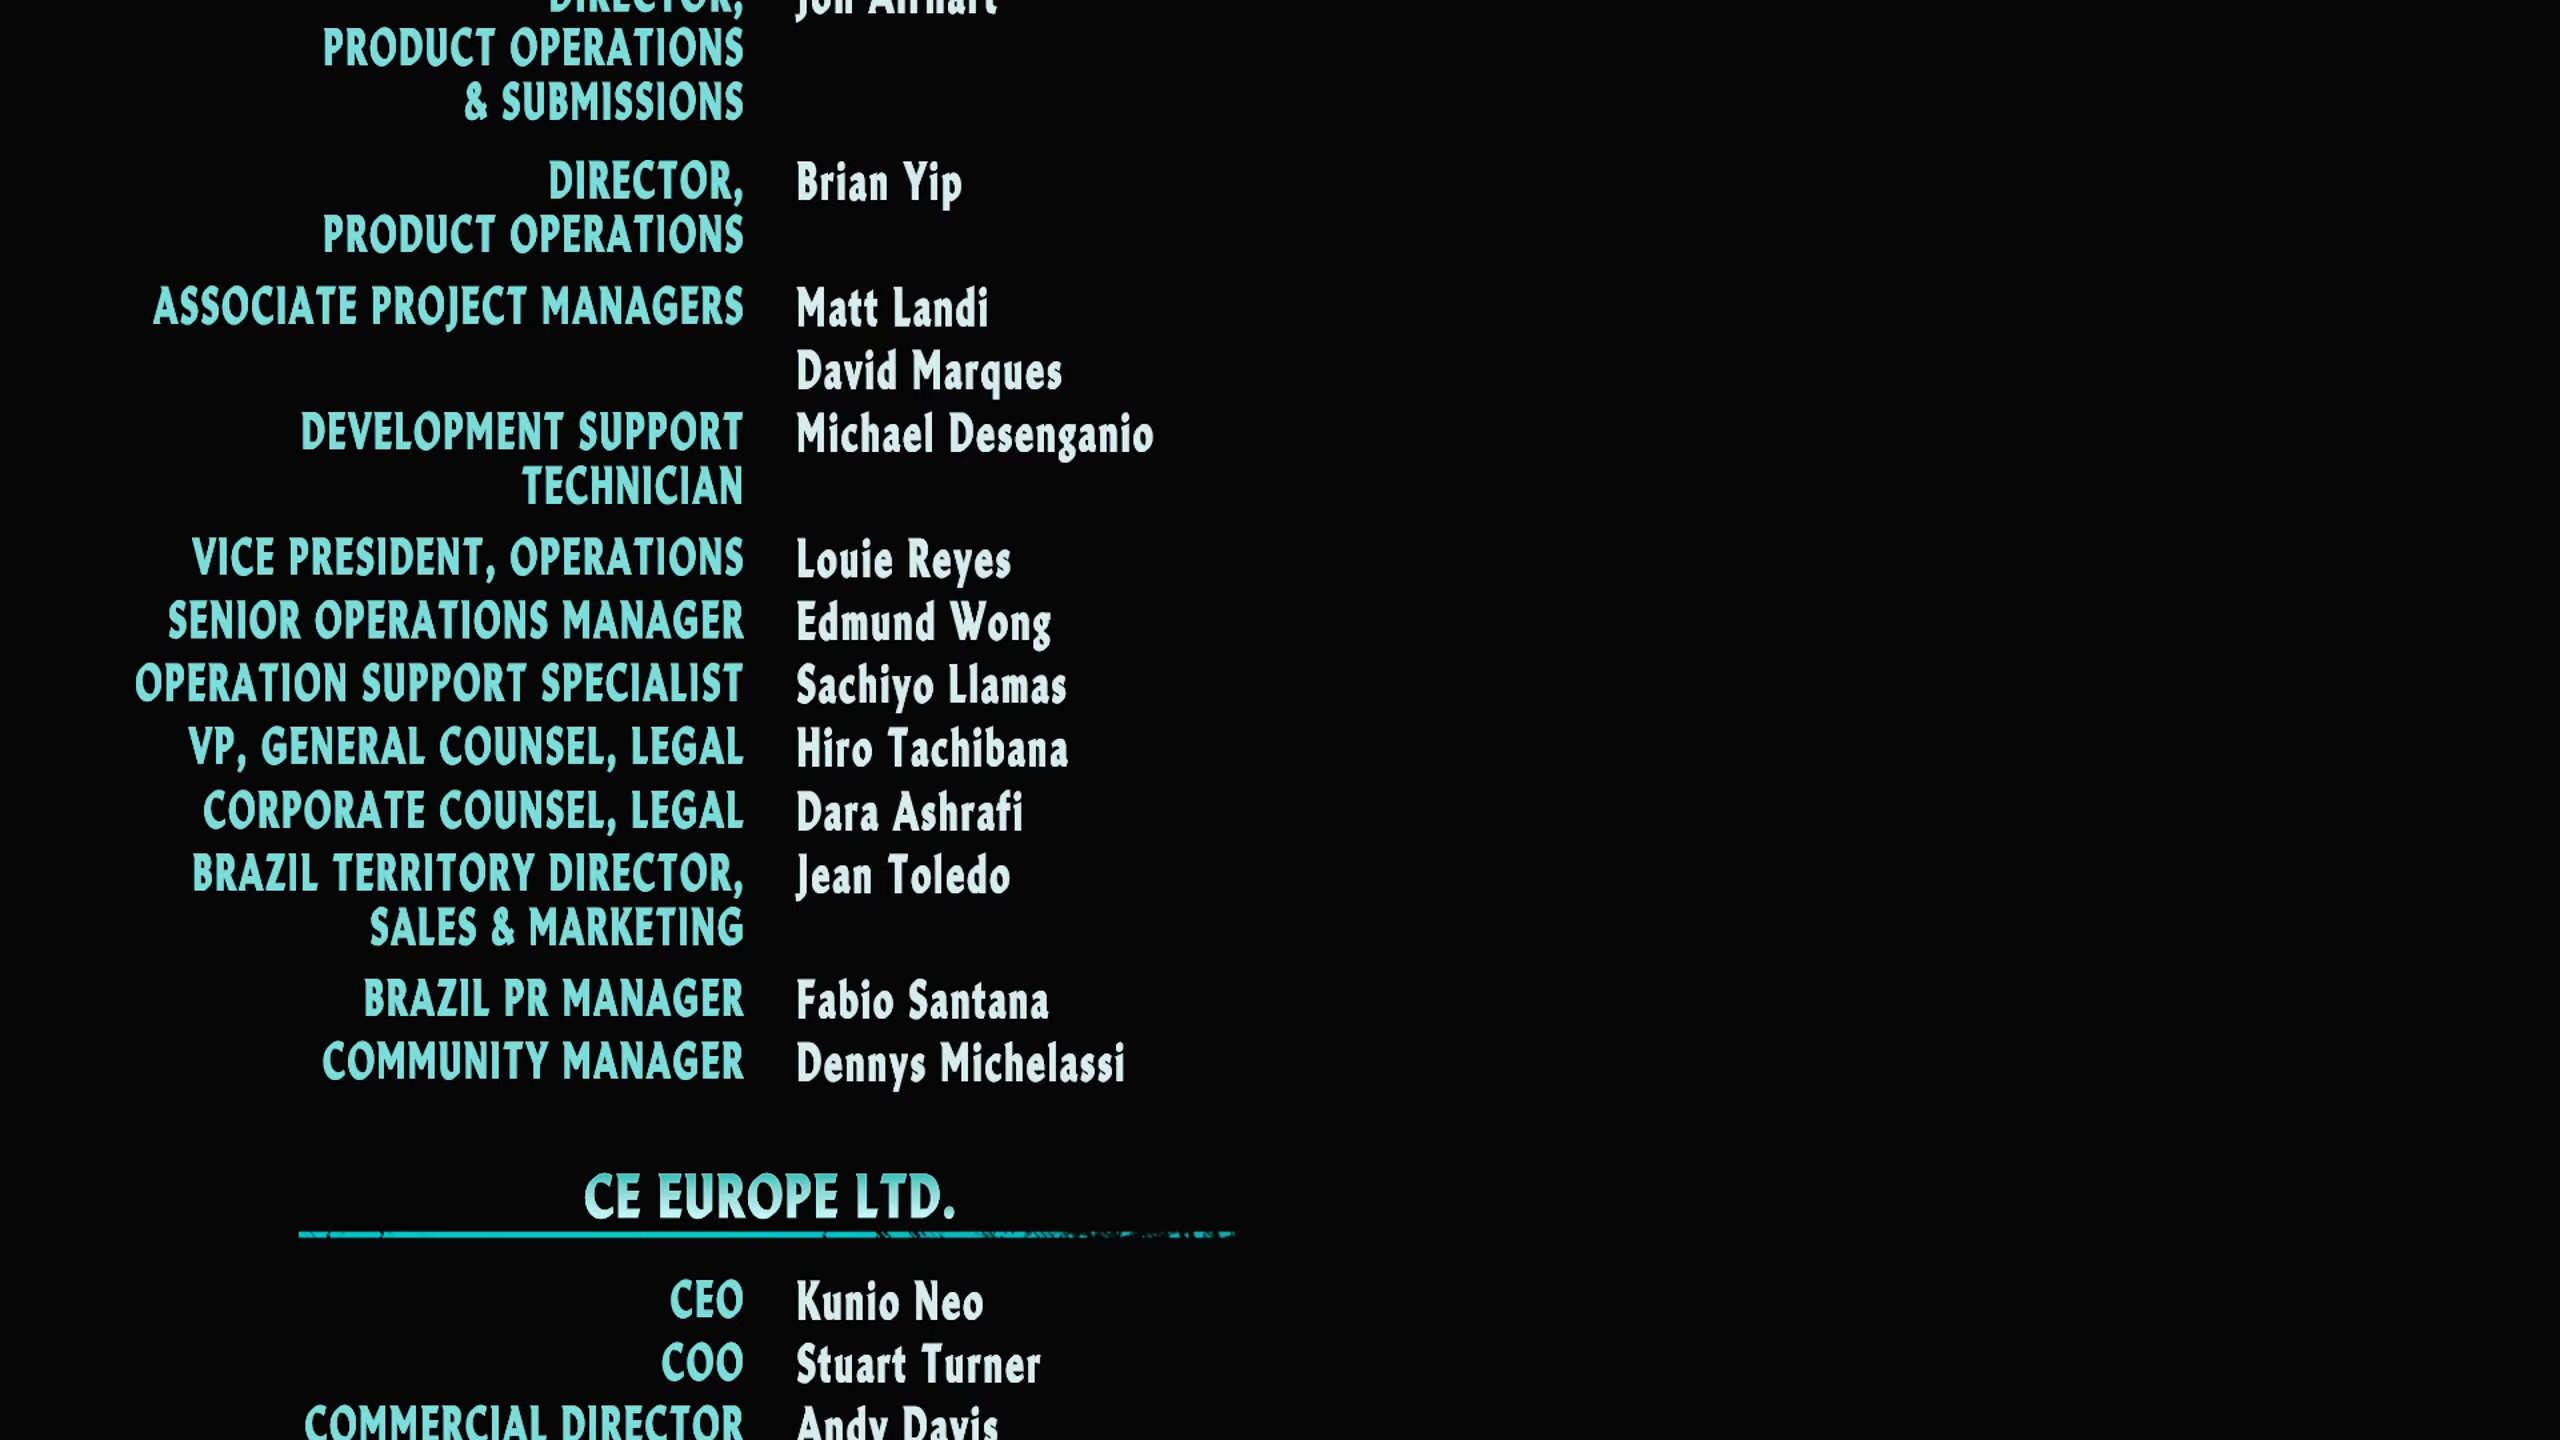 DIRECTOR, Jon Airhart
PRODUCT OPERATIONS
& SUBMISSIONS
DIRECTOR, Brian Yip
PRODUCT OPERATIONS
ASSOCIATE PROJECT MANAGERS Matt Landi
David Marques
DEVELOPMENT SUPPORT Michael Desenganio
TECHNICIAN
VICE PRESIDENT, OPERATIONS Louie Reyes
SENIOR OPERATIONS MANAGER Edmund Wong
OPERATION SUPPORT SPECIALIST Sachiyo Llamas
VP, GENERAL COUNSEL, LEGAL Hiro Tachibana
CORPORATE COUNSEL, LEGAL Dara Ashrafi
BRAZIL TERRITORY DIRECTOR, Jean Toledo
SALES & MARKETING
BRAZIL PR MANAGER Fabio Santana
COMMUNITY MANAGER Dennys Michelassi
CE EUROPE LTD.
CEO Kunio Neo
COO Stuart Turner
COMMERCIAL DIRECTOR Andy Davis